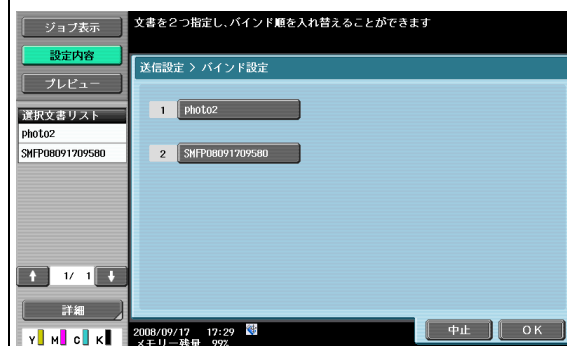 ジョブ表示
設定内容
プレビュー
選択文書リスト
photo2
SMFP08091709580
1/ 1
詳細
Y M C K
文書を2つ指定し、バインド順を入れ替えることができます
送信設定 > バインド設定
1 photo2
2 SMFP08091709580
2008/09/17 17:29
メモリー残量 99%
中止
OK